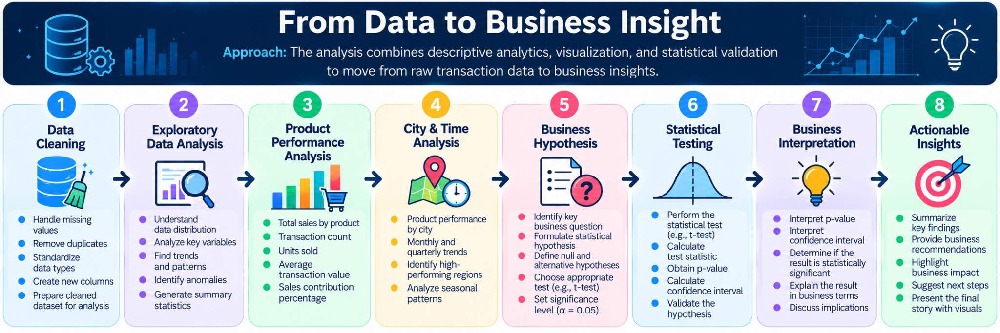 From Data to Business Insight
Approach: The analysis combines descriptive analytics, visualization, and statistical validation
to move from raw transaction data to business insights.
1
Data
Cleaning
Handle missing
values
Remove duplicates
Standardize
data types
Create new columns
Prepare cleaned
dataset for analysis
2
Exploratory
Data Analysis
Understand
data distribution
Analyze key variables
Find trends
and patterns
Identify anomalies
Generate summary
statistics
3
Product
Performance
Analysis
Total sales by product
Transaction count
Units sold
Average
transaction value
Sales contribution
percentage
4
City & Time
Analysis
Product performance
by city
Monthly and
quarterly trends
Identify high-
performing regions
Analyze seasonal
patterns
5
Business
Hypothesis
?
Identify key
business question
Formulate statistical
hypothesis
Define null and
alternative hypotheses
Choose appropriate
test (e.g., t-test)
Set significance
level (α = 0.05)
6
Statistical
Testing
Perform the
statistical test
(e.g., t-test)
Calculate
test statistic
Obtain p-value
Calculate
confidence interval
Validate the
hypothesis
7
Business
Interpretation
Interpret p-value
Interpret
confidence interval
Determine if the
result is statistically
significant
Explain the result
in business terms
Discuss implications
8
Actionable
Insights
Summarize
key findings
Provide business
recommendations
Highlight
business impact
Suggest next steps
Present the final
story with visuals